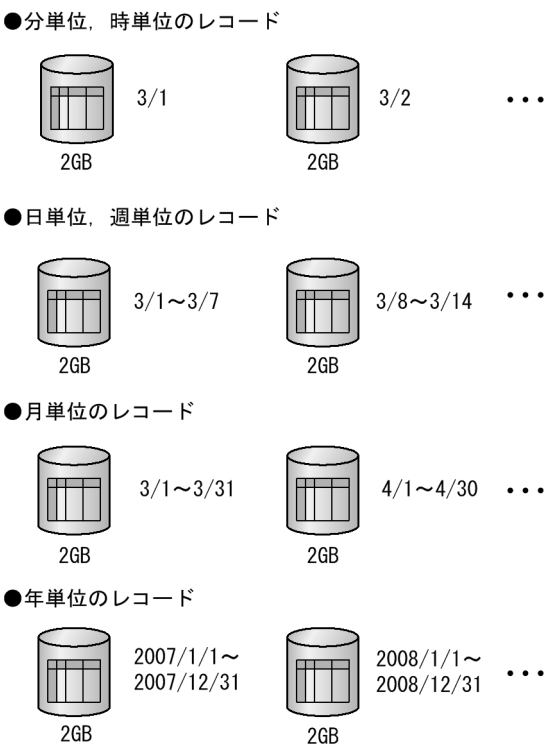 ●分単位，時単位のレコード
3/1
3/2
・・・
2GB
2GB
●日単位，週単位のレコード
3/1～3/7
3/8～3/14
・・・
2GB
2GB
●月単位のレコード
3/1～3/31
4/1～4/30
・・・
2GB
2GB
●年単位のレコード
2007/1/1～
2007/12/31
2008/1/1～
2008/12/31
・・・
2GB
2GB